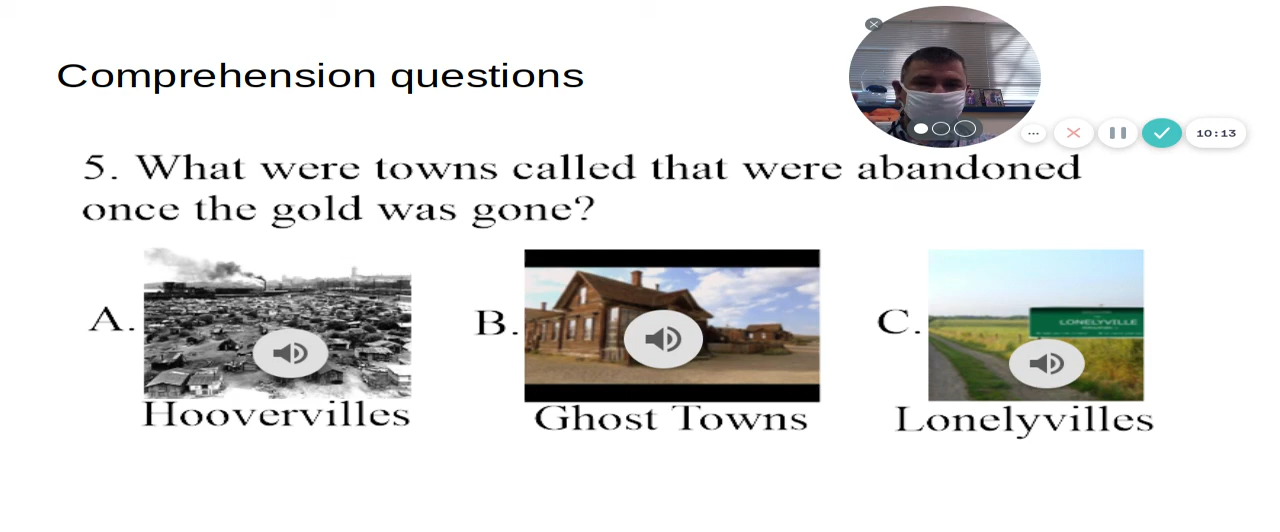 Comprehension questions
10:13
5. What were towns called that were abandoned
once the gold was gone?
A.
B.
C.
LONELYVILLE
Hoovervilles
Ghost Towns
Lonelyvilles